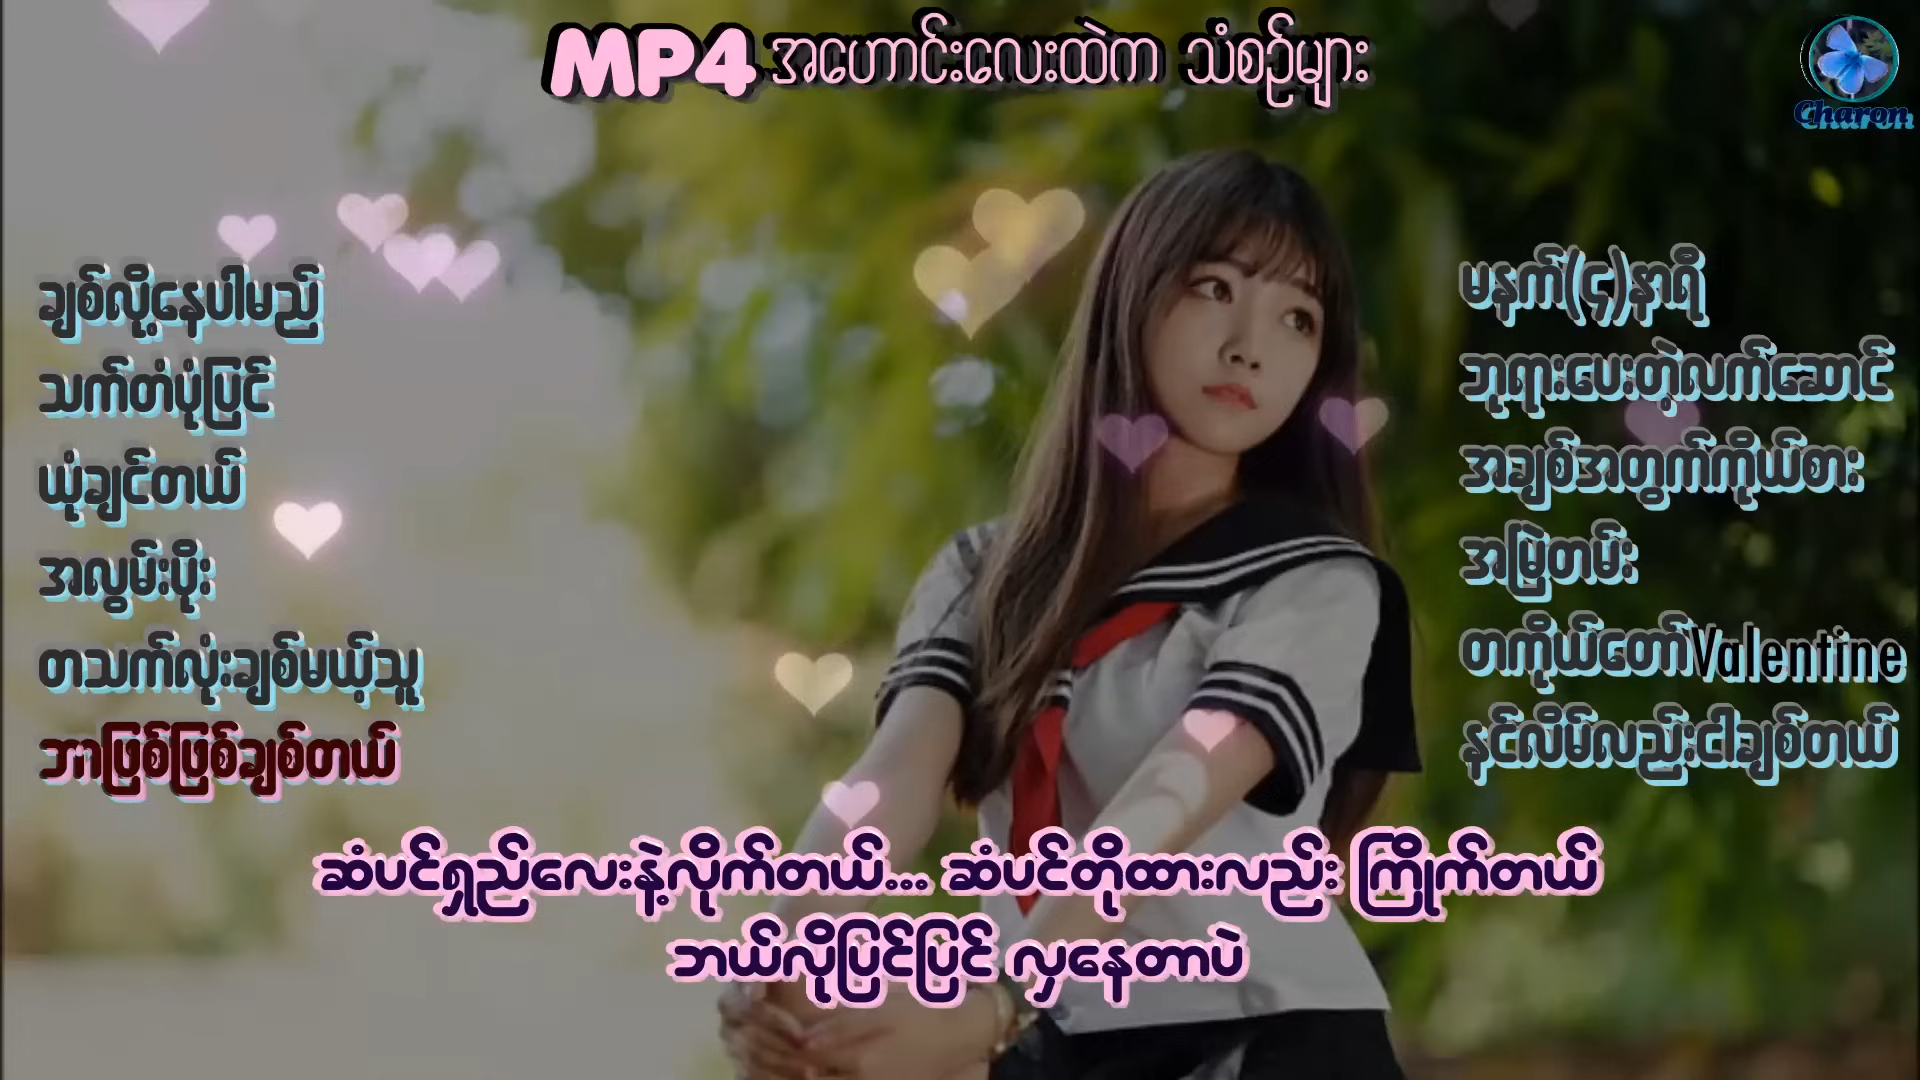 MP4 အဟောင်းလေးထဲက သံစဉ်များ
Charon
ချစ်လို့နေပါမည်
သက်တံပုံပြင်
ယုံချင်တယ်
အလွမ်းပိုး
တသက်လုံးချစ်မယ့်သူ
ဘာဖြစ်ဖြစ်ချစ်တယ်
မနက်(၄)နာရီ
ဘုရားပေးတဲ့လက်ဆောင်
အချစ်အတွက်ကိုယ်စား
အမြဲတမ်း
တကိုယ်တော်Valentine
နင်လိမ်လည်းငါချစ်တယ်
ဆံပင်ရှည်လေးနဲ့လိုက်တယ်... ဆံပင်တိုထားလည်း ကြိုက်တယ်
ဘယ်လိုပြင်ပြင် လှနေတာပဲ